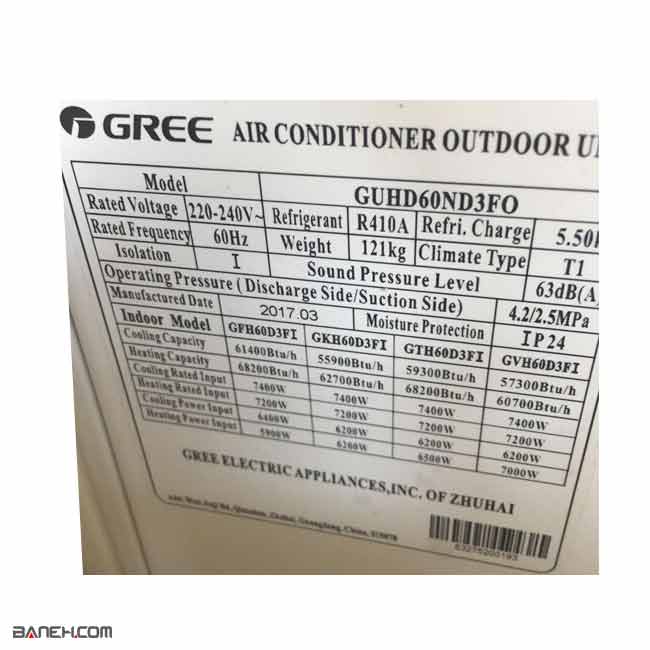 GREE AIR CONDITIONER OUTDOOR U
Model GUHD60ND3FO
Rated Voltage 220-240V~ Refrigerant R410A Refri. Charge 5.50
Rated Frequency 60Hz Weight 121kg Climate Type T1
Isolation I Sound Pressure Level 63dB(A
Operating Pressure ( Discharge Side/Suction Side) 4.2/2.5MPa
Manufactured Date 2017.03 Moisture Protection IP24
Indoor Model GFH60D3FI GKH60D3FI GTH60D3FI GVH60D3FI
Cooling Capacity 61400Btu/h 55900Btu/h 59300Btu/h 57300Btu/h
Heating Capacity 68200Btu/h 62700Btu/h 68200Btu/h 60700Btu/h
Cooling Rated Input 7400W 7400W 7400W 7400W
Heating Rated Input 7200W 7200W 7200W 7200W
Cooling Power Input 6400W 6200W 6200W 6200W
Heating Power Input 5900W 6200W 6500W 7000W
GREE ELECTRIC APPLIANCES,INC. OF ZHUHAI
Zhuhai, Guangdong, China, 519070
63275200193
BANEH.COM